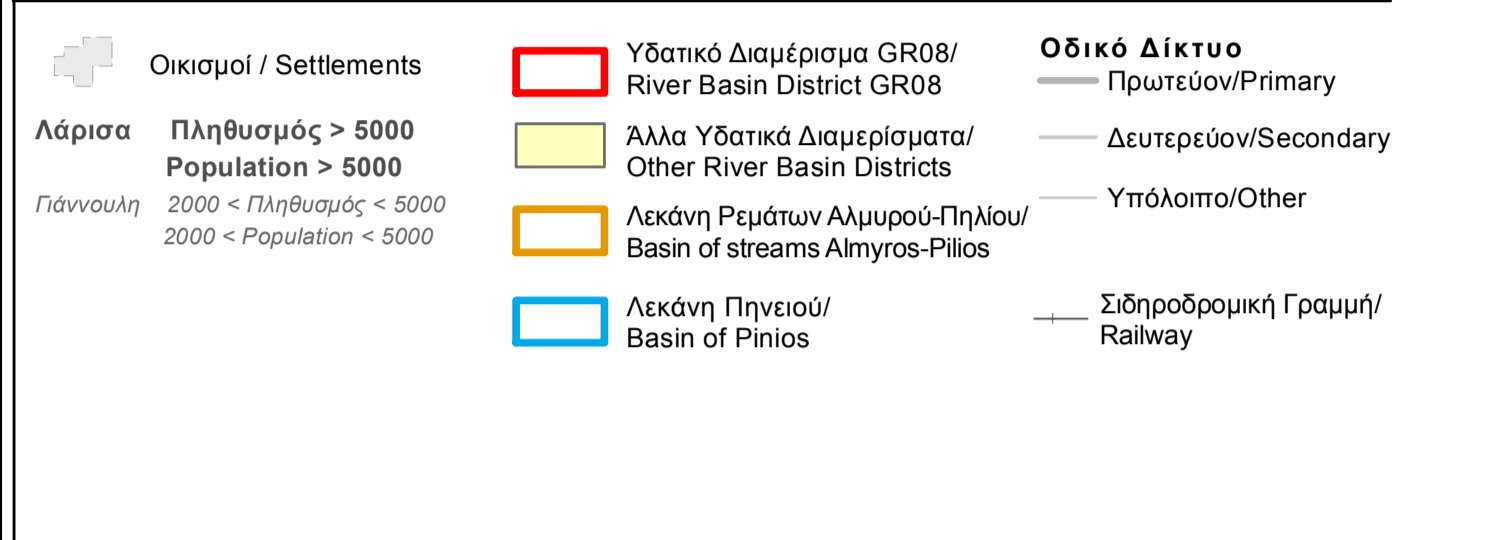 Οικισμοί / Settlements
Λάρισα Πληθυσμός > 5000
Population > 5000
Γιάννουλη 2000 < Πληθυσμός < 5000
2000 < Population < 5000
Υδατικό Διαμέρισμα GR08/
River Basin District GR08
Άλλα Υδατικά Διαμερίσματα/
Other River Basin Districts
Λεκάνη Ρεμάτων Αλμυρού-Πηλίου/
Basin of streams Almyros-Pilios
Λεκάνη Πηνειού/
Basin of Pinios
Οδικό Δίκτυο
Πρωτεύον/Primary
Δευτερεύον/Secondary
Υπόλοιπο/Other
Σιδηροδρομική Γραμμή/
Railway